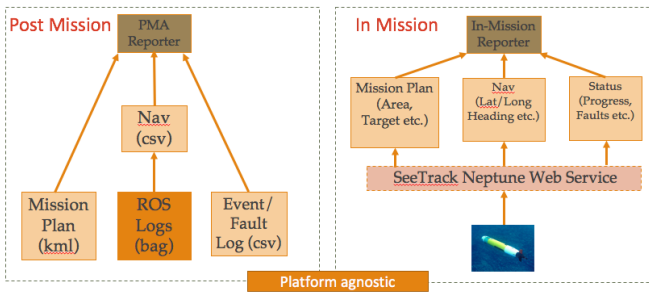 Post Mission
PMA
Reporter
Nav
(csv)
Mission
Plan
(kml)
ROS
Logs
(bag)
Event/
Fault
Log (csv)
In Mission
In-Mission
Reporter
Mission Plan
(Area,
Target etc.)
Nav
(Lat/Long
Heading etc.)
Status
(Progress,
Faults etc.)
SeeTrack Neptune Web Service
Platform agnostic